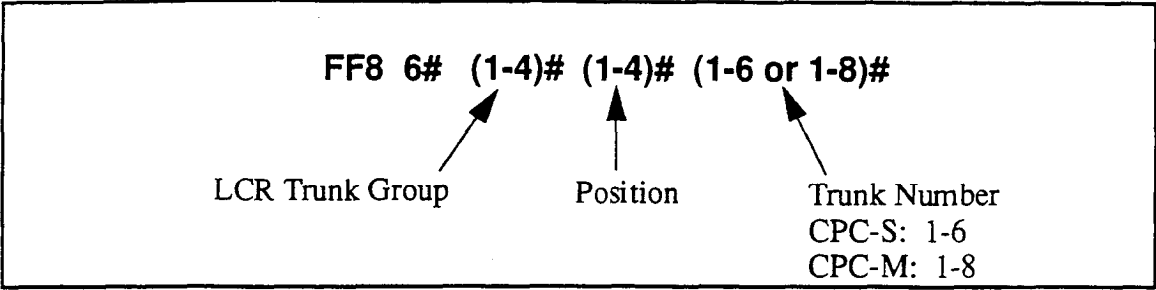 FF8 6# (1-4)# (1-4)# (1-6 or 1-8)#
LCR Trunk Group
Position
Trunk Number
CPC-S: 1-6
CPC-M: 1-8